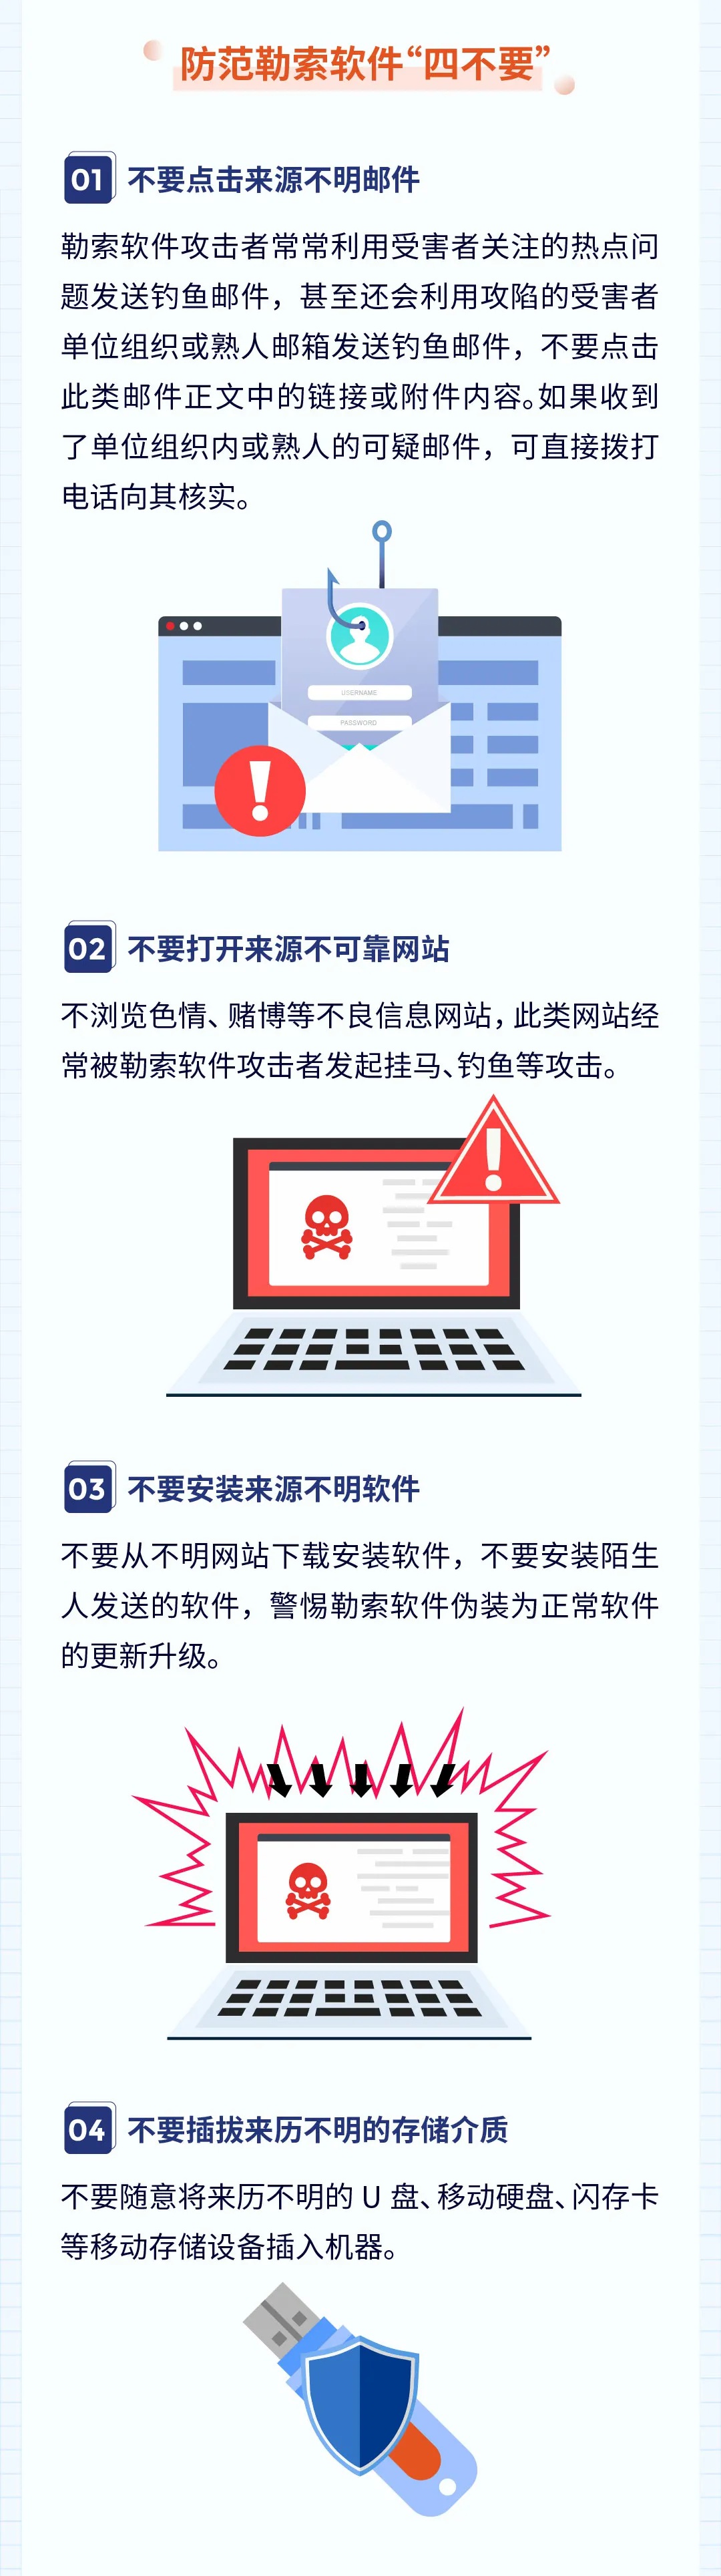 防范勒索软件“四不要”
01 不要点击来源不明邮件
勒索软件攻击者常常利用受害者关注的热点问
题发送钓鱼邮件，甚至还会利用攻陷的受害者
单位组织或熟人邮箱发送钓鱼邮件，不要点击
此类邮件正文中的链接或附件内容。如果收到
了单位组织内或熟人的可疑邮件，可直接拨打
电话向其核实。
USERNAME
PASSWORD
02 不要打开来源不可靠网站
不浏览色情、赌博等不良信息网站，此类网站经
常被勒索软件攻击者发起挂马、钓鱼等攻击。
03 不要安装来源不明软件
不要从不明网站下载安装软件，不要安装陌生
人发送的软件，警惕勒索软件伪装为正常软件
的更新升级。
04 不要插拔来历不明的存储介质
不要随意将来历不明的 U 盘、移动硬盘、闪存卡
等移动存储设备插入机器。